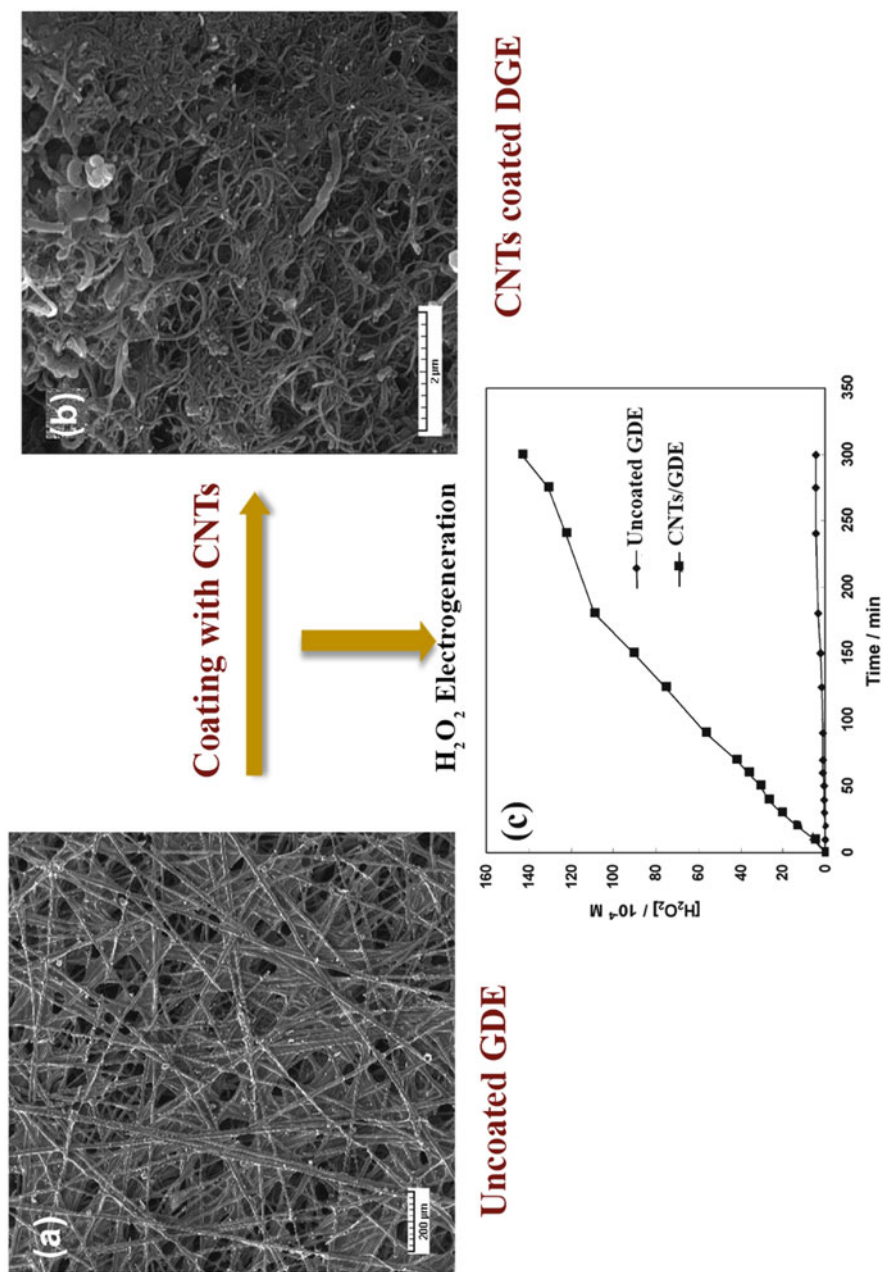 (a)
200 µm
Uncoated GDE
Coating with CNTs
H₂O₂ Electrogeneration
(b)
2 µm
CNTs coated DGE
(c)
[H₂O₂] / 10⁻⁴ M
160
140
120
100
80
60
40
20
0
0 50 100 150 200 250 300 350
Time / min
Uncoated GDE
CNTs/GDE